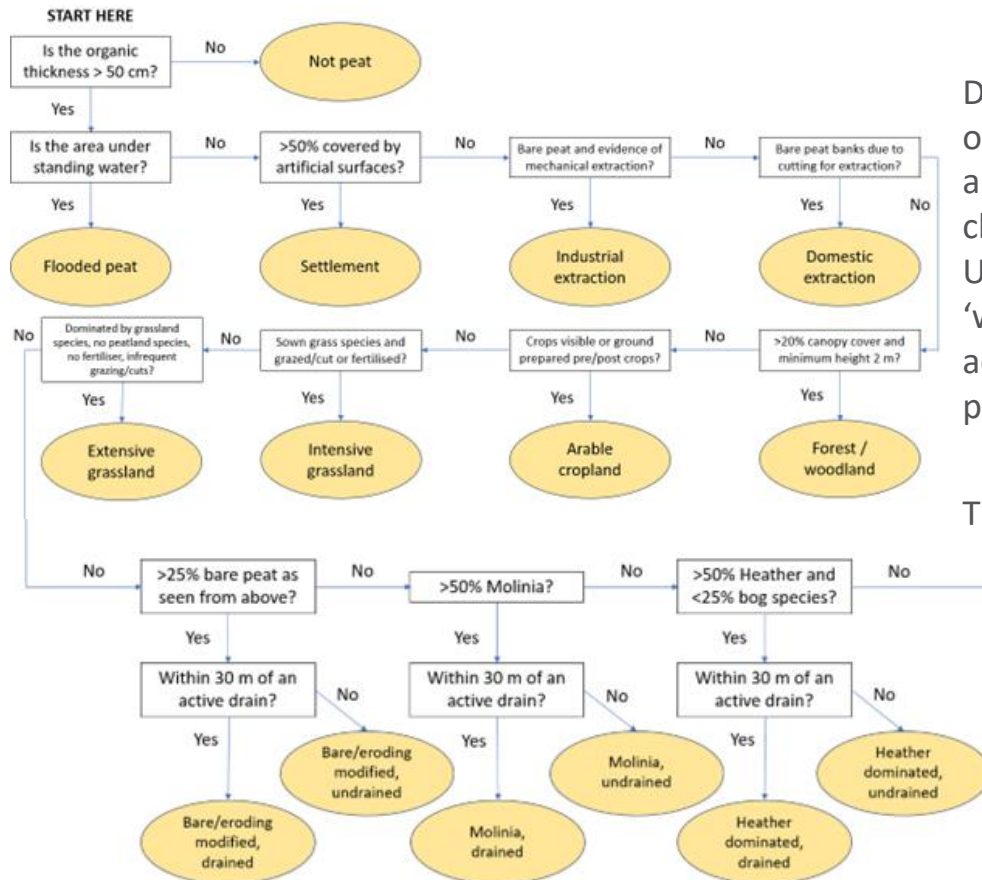 START HERE
Is the organic
thickness > 50 cm?
No
Not peat
Yes
Is the area under
standing water?
No
>50% covered by
artificial surfaces?
No
Bare peat and evidence of
mechanical extraction?
No
Bare peat banks due to
cutting for extraction?
No
Yes
Yes
Yes
Yes
Flooded peat
Settlement
Industrial
extraction
Domestic
extraction
No
Dominated by grassland
species, no peatland species,
no fertiliser, infrequent
grazing/cuts?
No
Sown grass species and
grazed/cut or fertilised?
No
Crops visible or ground
prepared pre/post crops?
No
>20% canopy cover and
minimum height 2 m?
Yes
Yes
Yes
Yes
Extensive
grassland
Intensive
grassland
Arable
cropland
Forest /
woodland
No
>25% bare peat as
seen from above?
No
>50% Molinia?
No
>50% Heather and
<25% bog species?
No
Yes
Yes
Yes
Within 30 m of an
active drain?
No
Within 30 m of an
active drain?
No
Within 30 m of an
active drain?
No
Yes
Yes
Yes
Bare/eroding
modified,
undrained
Molinia,
undrained
Heather
dominated,
undrained
Bare/eroding
modified,
drained
Molinia,
drained
Heather
dominated,
drained